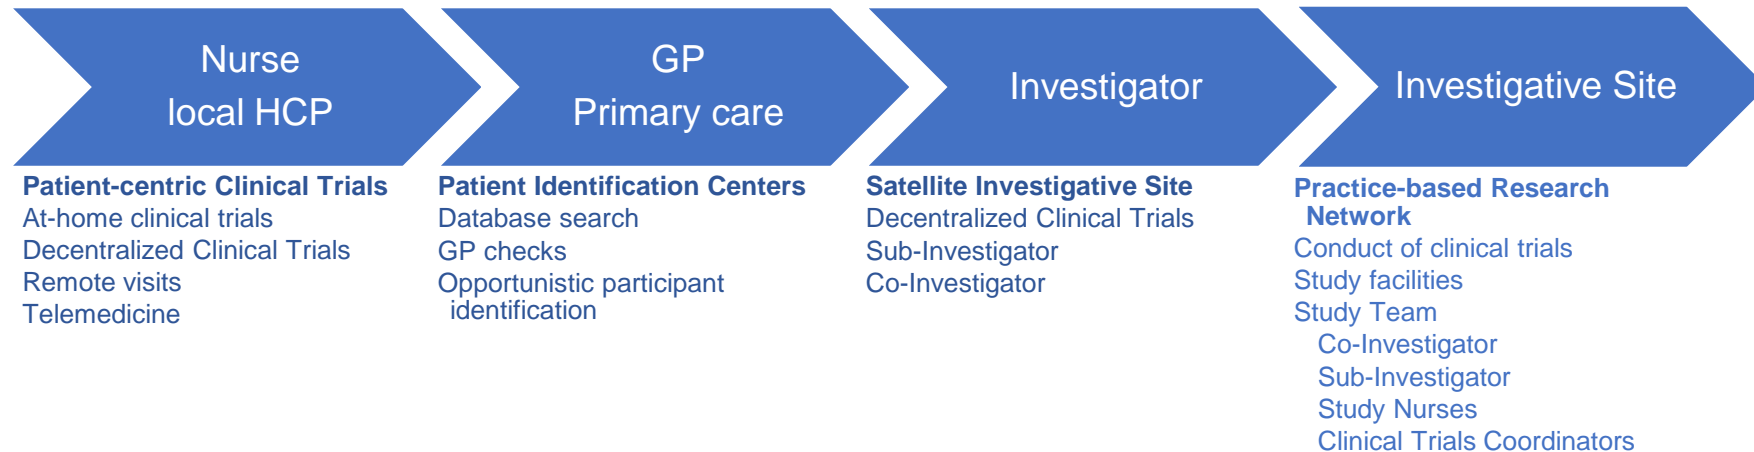 Nurse
local HCP
GP
Primary care
Investigator
Investigative Site
Patient-centric Clinical Trials
At-home clinical trials
Decentralized Clinical Trials
Remote visits
Telemedicine
Patient Identification Centers
Database search
GP checks
Opportunistic participant
identification
Satellite Investigative Site
Decentralized Clinical Trials
Sub-Investigator
Co-Investigator
Practice-based Research
Network
Conduct of clinical trials
Study facilities
Study Team
Co-Investigator
Sub-Investigator
Study Nurses
Clinical Trials Coordinators